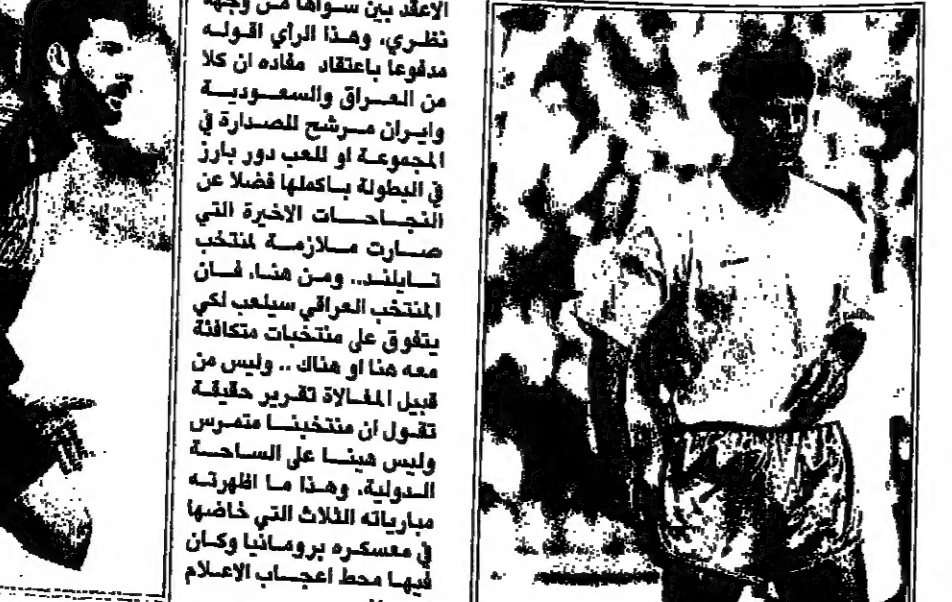 الاعقد بين سواها من وجهة
نظري. وهذا الرأي اقوله
مدفوعا باعتقاد مفاده ان كلا
من العراق والسعودية
وايران مرشح للصدارة في
المجموعة او للعب دور بارز
في البطولة باكملها فضلا عن
النجاحات الاخيرة التي
صارت ملازمة لمنتخب
تايلند.. ومن هنا، فان
المنتخب العراقي سيلعب لكي
يتفوق على منتخبات متكافئة
معه هنا او هناك .. وليس من
قبيل المغالاة تقرير حقيقة
تقول ان منتخبنا متمرس
وليس هينا على الساحة
الدولية. وهذا ما اظهرته
مبارياته الثلاث التي خاضها
في معسكره برومانيا وكان
فيها محط اعجاب الاعلام